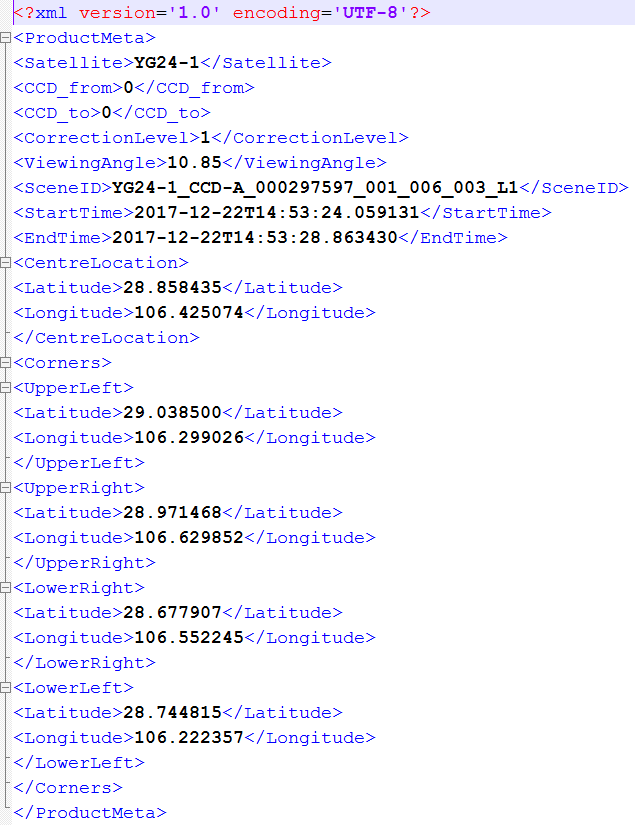 <?xml version='1.0' encoding='UTF-8'?>
<ProductMeta>
<Satellite>YG24-1</Satellite>
<CCD_from>0</CCD_from>
<CCD_to>0</CCD_to>
<CorrectionLevel>1</CorrectionLevel>
<ViewingAngle>10.85</ViewingAngle>
<SceneID>YG24-1_CCD-A_000297597_001_006_003_L1</SceneID>
<StartTime>2017-12-22T14:53:24.059131</StartTime>
<EndTime>2017-12-22T14:53:28.863430</EndTime>
<CentreLocation>
<Latitude>28.858435</Latitude>
<Longitude>106.425074</Longitude>
</CentreLocation>
<Corners>
<UpperLeft>
<Latitude>29.038500</Latitude>
<Longitude>106.299026</Longitude>
</UpperLeft>
<UpperRight>
<Latitude>28.971468</Latitude>
<Longitude>106.629852</Longitude>
</UpperRight>
<LowerRight>
<Latitude>28.677907</Latitude>
<Longitude>106.552245</Longitude>
</LowerRight>
<LowerLeft>
<Latitude>28.744815</Latitude>
<Longitude>106.222357</Longitude>
</LowerLeft>
</Corners>
</ProductMeta>